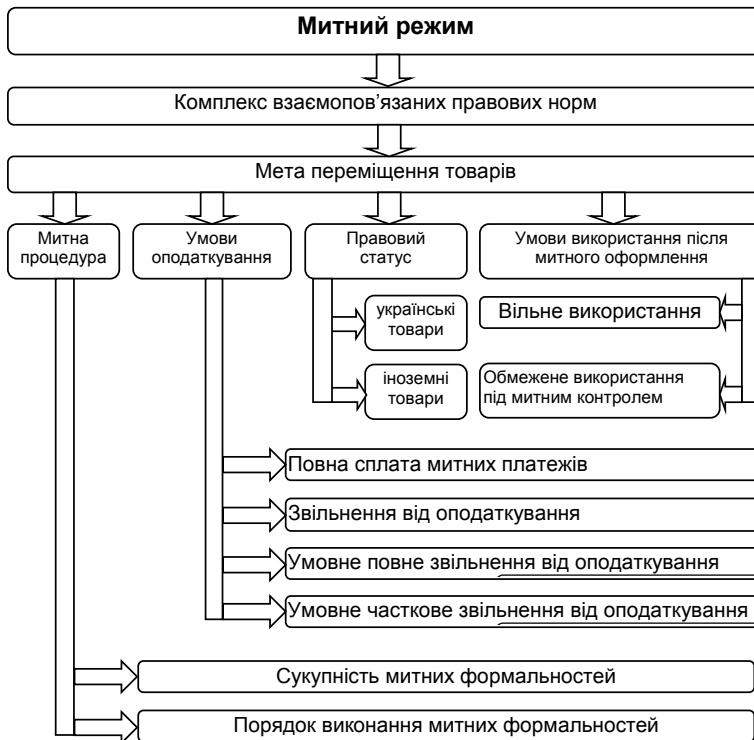 Митний режим
Комплекс взаємопов’язаних правових норм
Мета переміщення товарів
Митна
процедура
Умови
оподаткування
Правовий
статус
Умови використання після
митного оформлення
українські
товари
Вільне використання
іноземні
товари
Обмежене використання
під митним контролем
Повна сплата митних платежів
Звільнення від оподаткування
Умовне повне звільнення від оподаткування
Умовне часткове звільнення від оподаткування
Сукупність митних формальностей
Порядок виконання митних формальностей